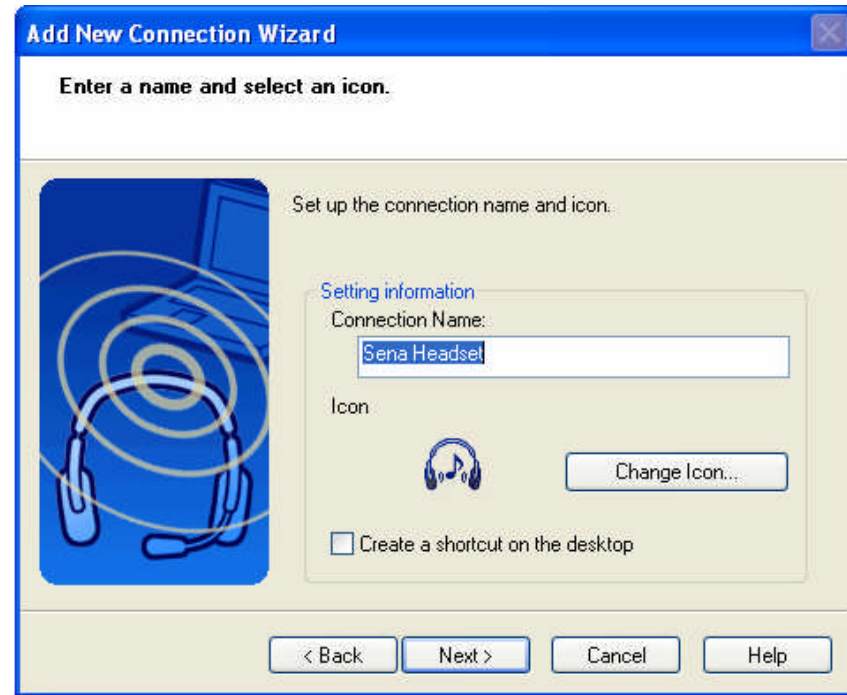 Add New Connection Wizard
Enter a name and select an icon.
Set up the connection name and icon.
Setting information
Connection Name:
Sena Headset
Icon
Change Icon...
Create a shortcut on the desktop
< Back
Next >
Cancel
Help